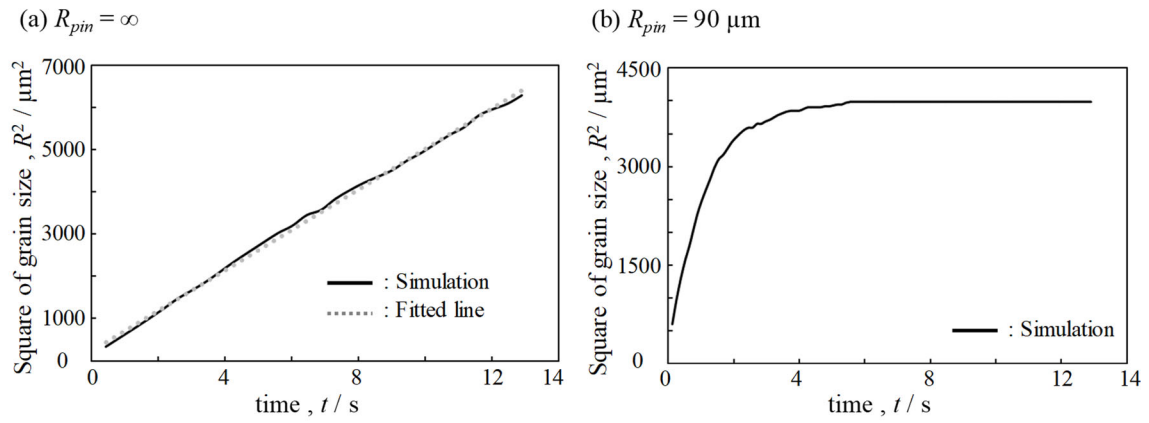 (a) R_pin = ∞
Square of grain size , R² / μm²
7000
5000
3000
1000
0
: Simulation
: Fitted line
0 4 8 12 14
time , t / s
(b) R_pin = 90 μm
Square of grain size , R² / μm²
4500
3000
1500
0
: Simulation
0 4 8 12 14
time , t / s